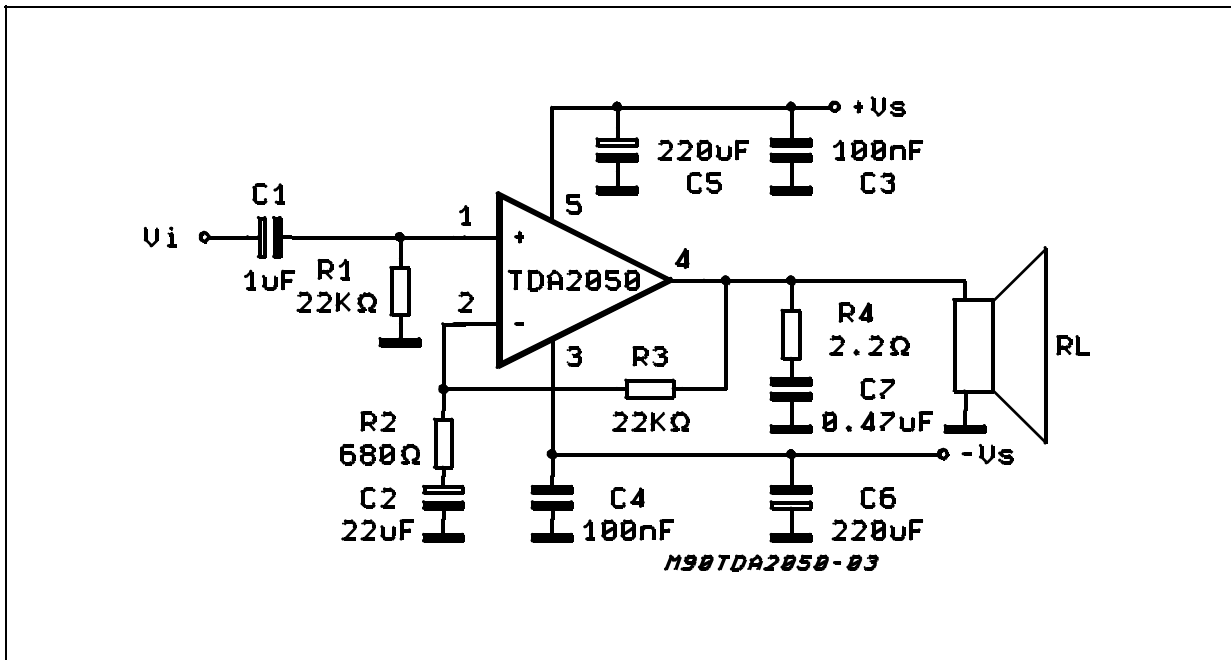 +Vs
220uF
C5
100nF
C3
C1
Vi
1uF
R1
22KΩ
1
+
5
TDA2050
4
2
-
3
R3
22KΩ
R4
2.2Ω
C7
0.47uF
RL
R2
680Ω
C2
22uF
C4
100nF
-Vs
C6
220uF
M90TDA2050-03